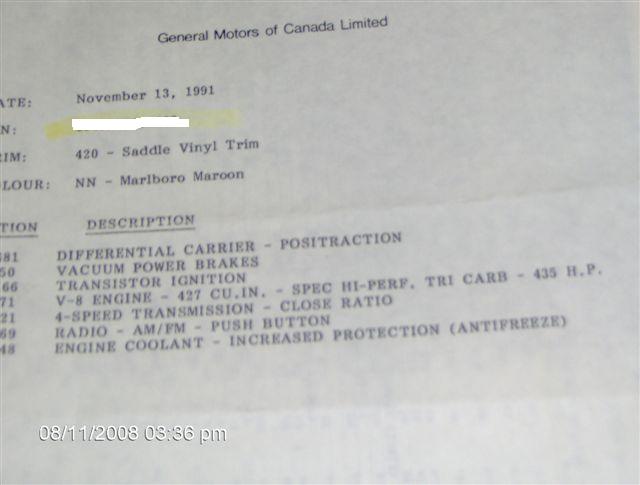 General Motors of Canada Limited
ATE: November 13, 1991
N:
RIM: 420 - Saddle Vinyl Trim
LOUR: NN - Marlboro Maroon
TION DESCRIPTION
81 DIFFERENTIAL CARRIER - POSITRACTION
50 VACUUM POWER BRAKES
66 TRANSISTOR IGNITION
71 V-8 ENGINE - 427 CU.IN. - SPEC HI-PERF. TRI CARB - 435 H.P.
21 4-SPEED TRANSMISSION - CLOSE RATIO
69 RADIO - AM/FM - PUSH BUTTON
48 ENGINE COOLANT - INCREASED PROTECTION (ANTIFREEZE)
08/11/2008 03:36 pm